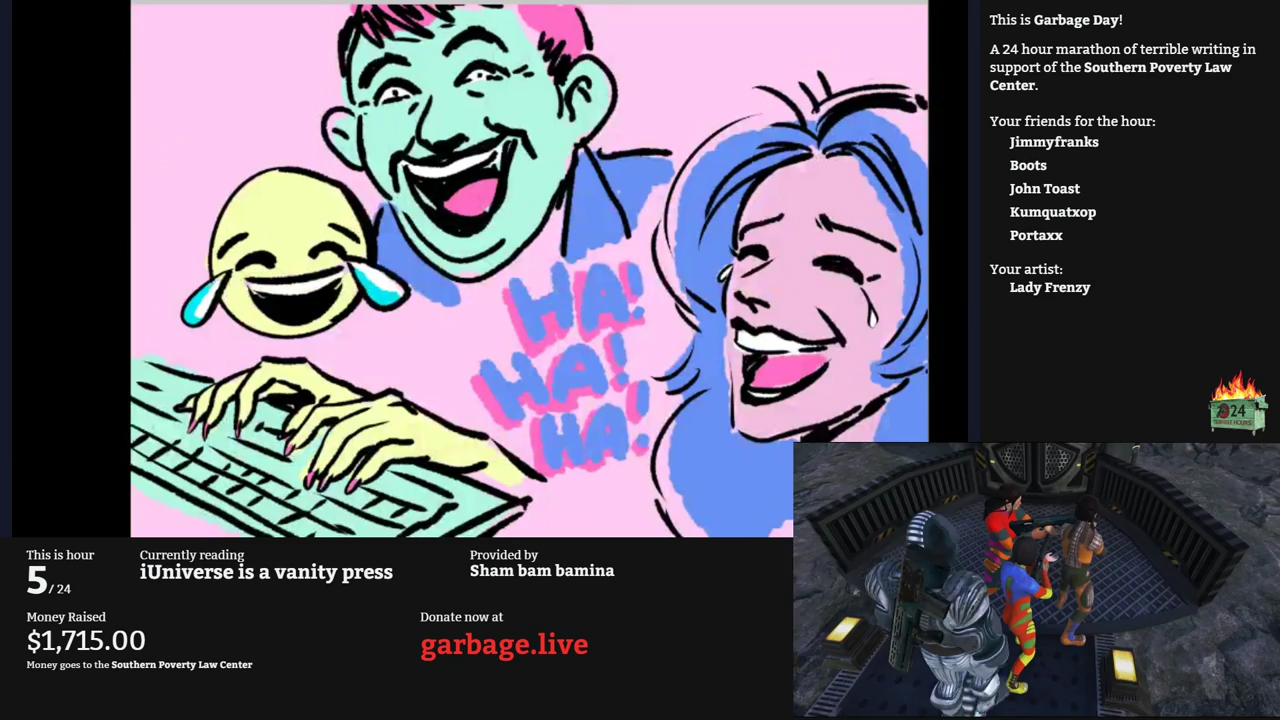 This is Garbage Day!
A 24 hour marathon of terrible writing in
support of the Southern Poverty Law
Center.
Your friends for the hour:
Jimmyfranks
Boots
John Toast
Kumquatxop
Portaxx
Your artist:
Lady Frenzy
HA!
HA!
HA!
This is hour
5 / 24
Currently reading
iUniverse is a vanity press
Provided by
Sham bam bamina
Money Raised
$1,715.00
Money goes to the Southern Poverty Law Center
Donate now at
garbage.live